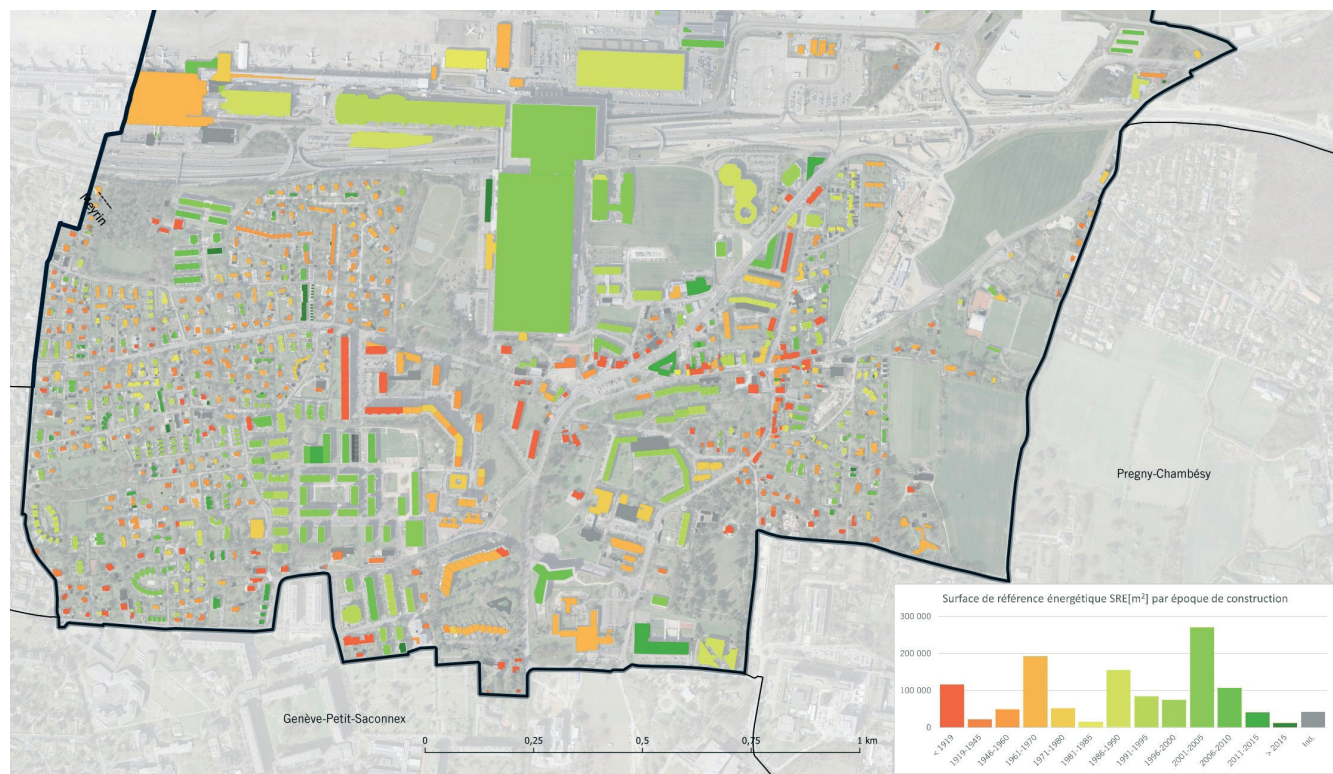 Meyrin
Pregny-Chambésy
Genève-Petit-Saconnex
0 0,25 0,5 0,75 1 km
Surface de référence énergétique SRE[m²] par époque de construction
300 000
200 000
100 000
0
< 1919 1919-1945 1946-1960 1961-1970 1971-1980 1981-1985 1986-1990 1991-1995 1996-2000 2001-2005 2006-2010 2011-2015 > 2015 Ind.